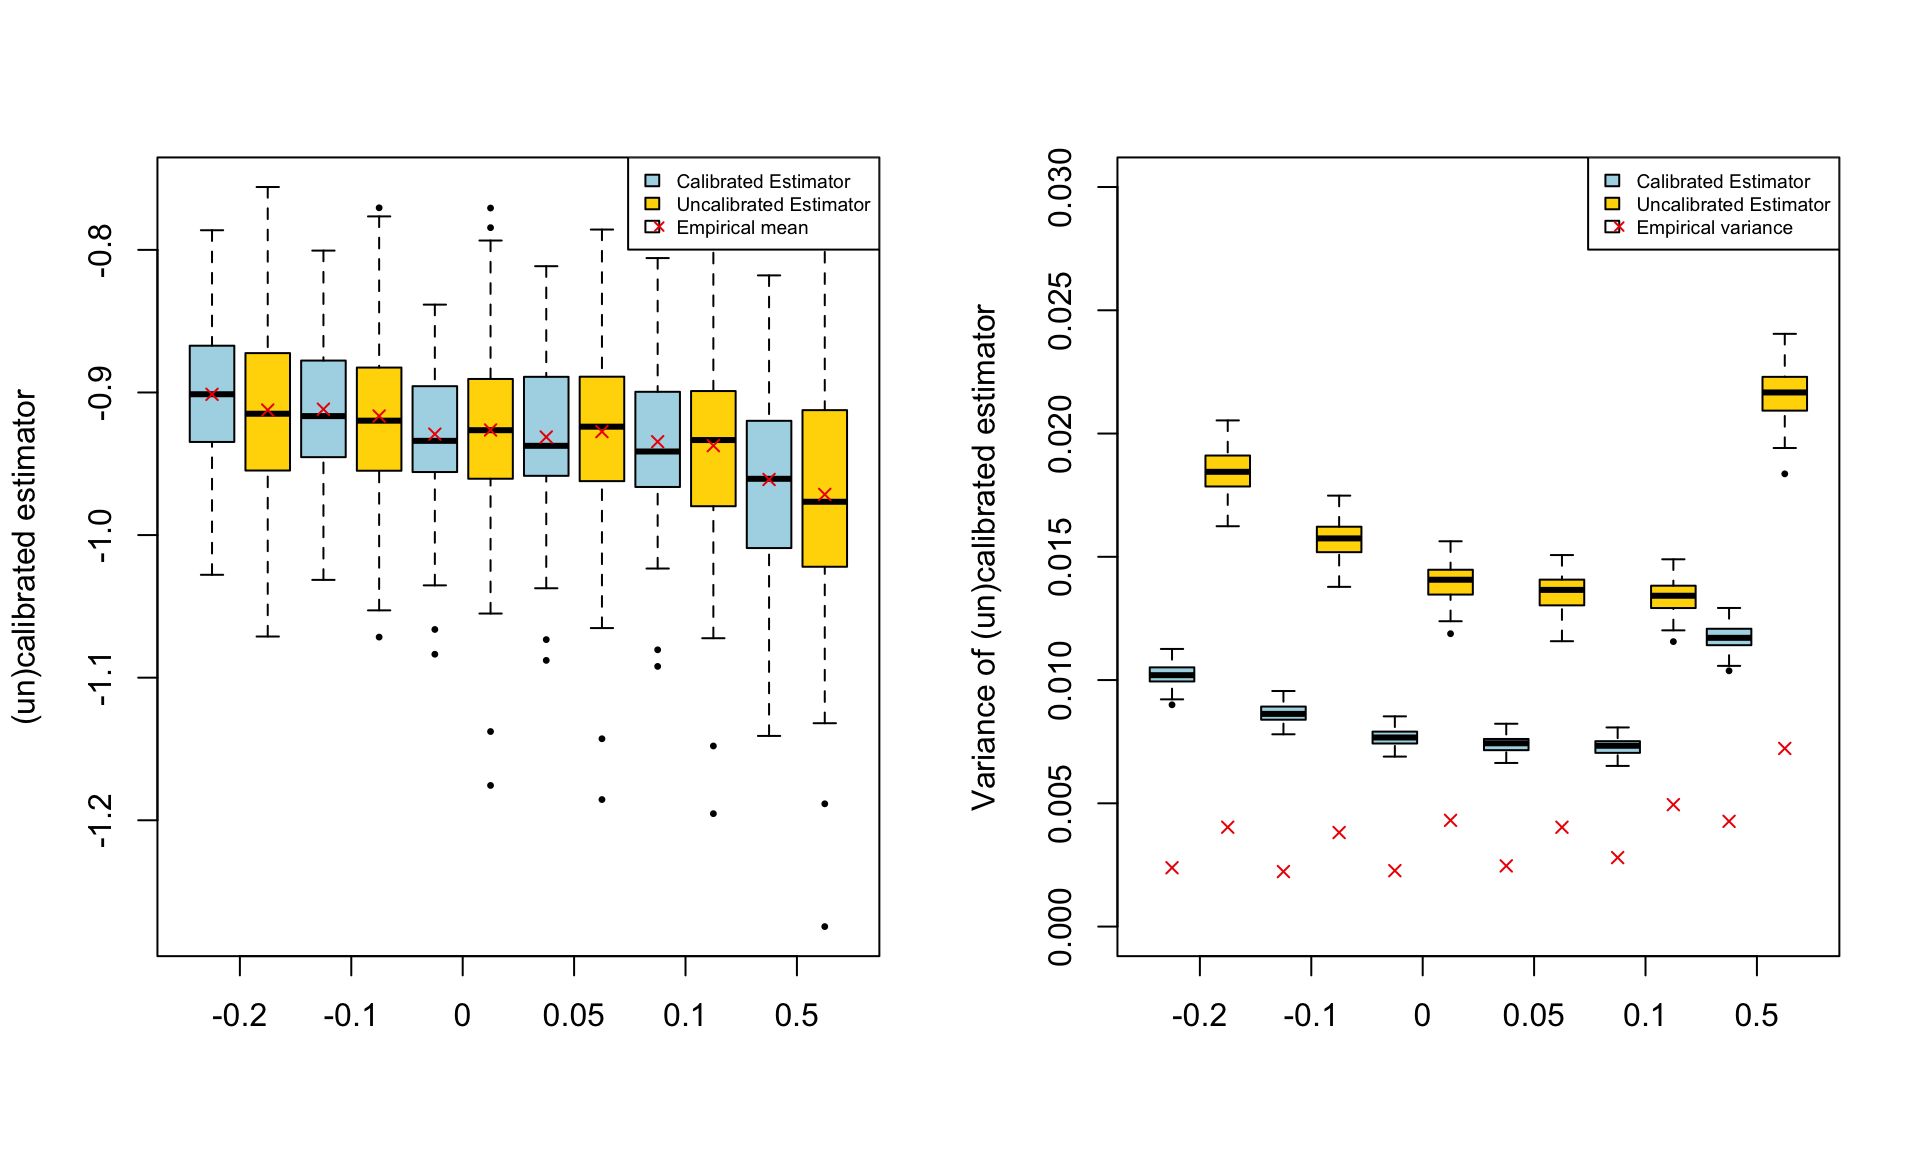 (un)calibrated estimator
-0.8
-0.9
-1.0
-1.1
-1.2
Calibrated Estimator
Uncalibrated Estimator
Empirical mean
-0.2 -0.1 0 0.05 0.1 0.5
Variance of (un)calibrated estimator
0.030
0.025
0.020
0.015
0.010
0.005
0.000
Calibrated Estimator
Uncalibrated Estimator
Empirical variance
-0.2 -0.1 0 0.05 0.1 0.5